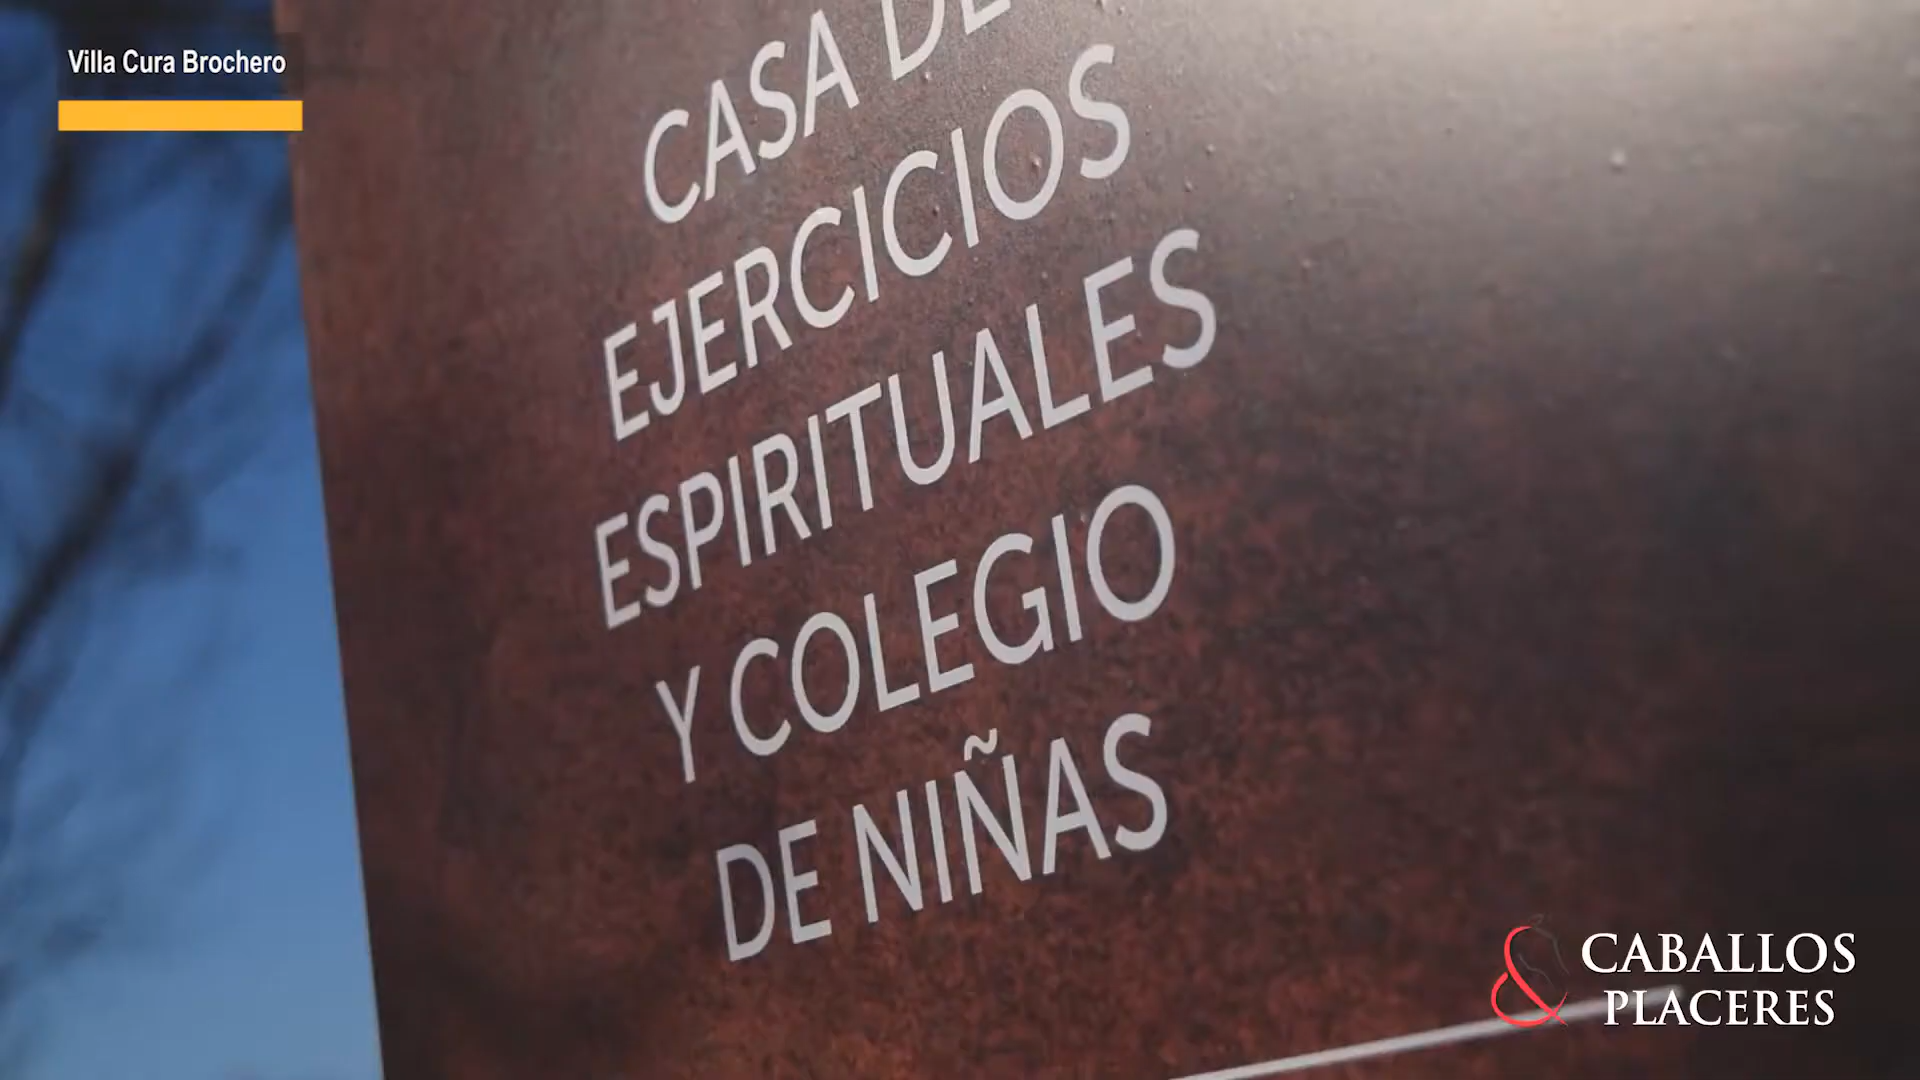 Villa Cura Brochero
CASA DE
EJERCICIOS
ESPIRITUALES
Y COLEGIO
DE NIÑAS
& CABALLOS
PLACERES